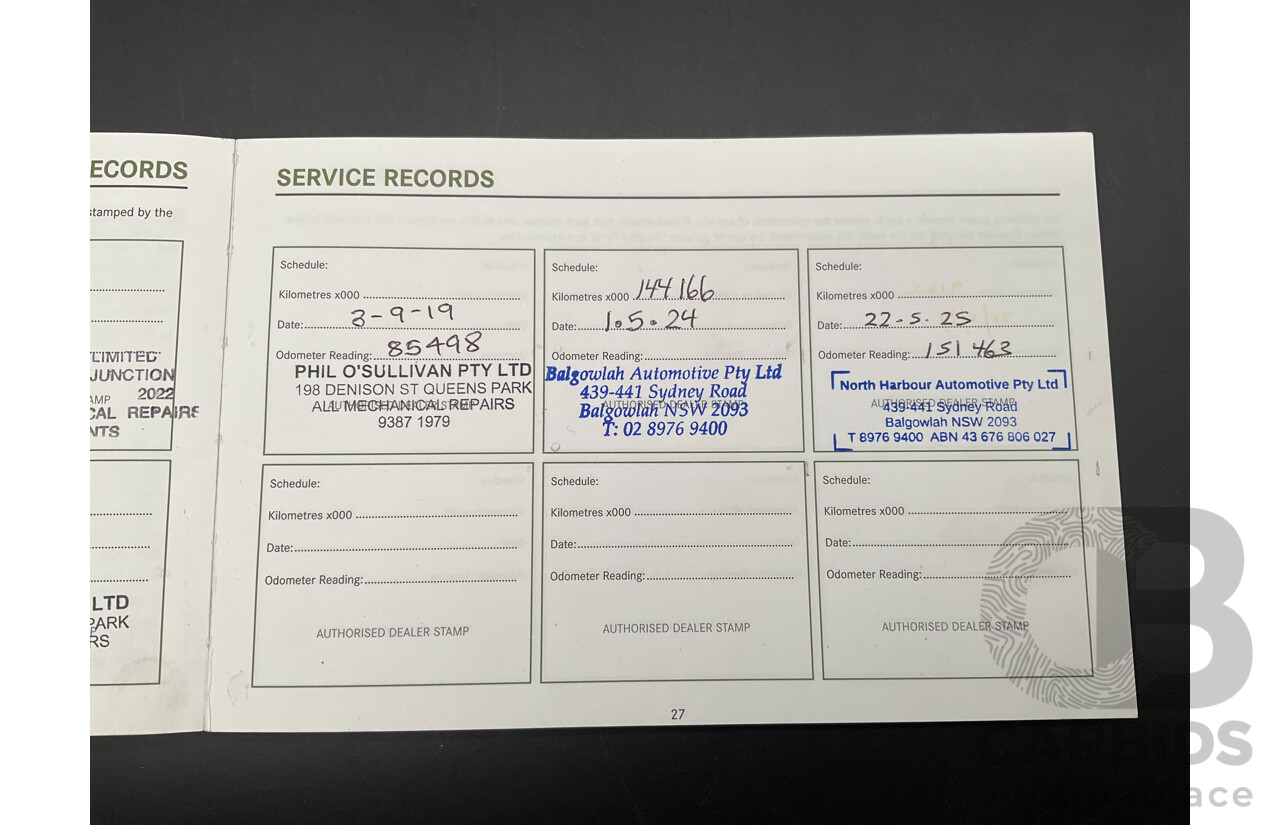 ECORDS
stamped by the
LIMITED
JUNCTION
AMP 2022
CAL REPAIRS
NTS
LTD
PARK
RS
SERVICE RECORDS
Schedule:
Kilometres x000
Date: 3-9-19
Odometer Reading: 85498
PHIL O'SULLIVAN PTY LTD
198 DENISON ST QUEENS PARK
ALL MECHANICAL REPAIRS
9387 1979
Schedule:
Kilometres x000 144166
Date: 1.5.24
Odometer Reading:
Balgowlah Automotive Pty Ltd
439-441 Sydney Road
AUTHORISED DEALER STAMP
Balgowlah NSW 2093
T: 02 8976 9400
Schedule:
Kilometres x000
Date: 22-5.25
Odometer Reading: 151463
North Harbour Automotive Pty Ltd
AUTHORISED DEALER STAMP
439-441 Sydney Road
Balgowlah NSW 2093
T 8976 9400 ABN 43 676 806 027
Schedule:
Kilometres x000
Date:
Odometer Reading:
AUTHORISED DEALER STAMP
Schedule:
Kilometres x000
Date:
Odometer Reading:
AUTHORISED DEALER STAMP
Schedule:
Kilometres x000
Date:
Odometer Reading:
AUTHORISED DEALER STAMP
27
CARBIDS